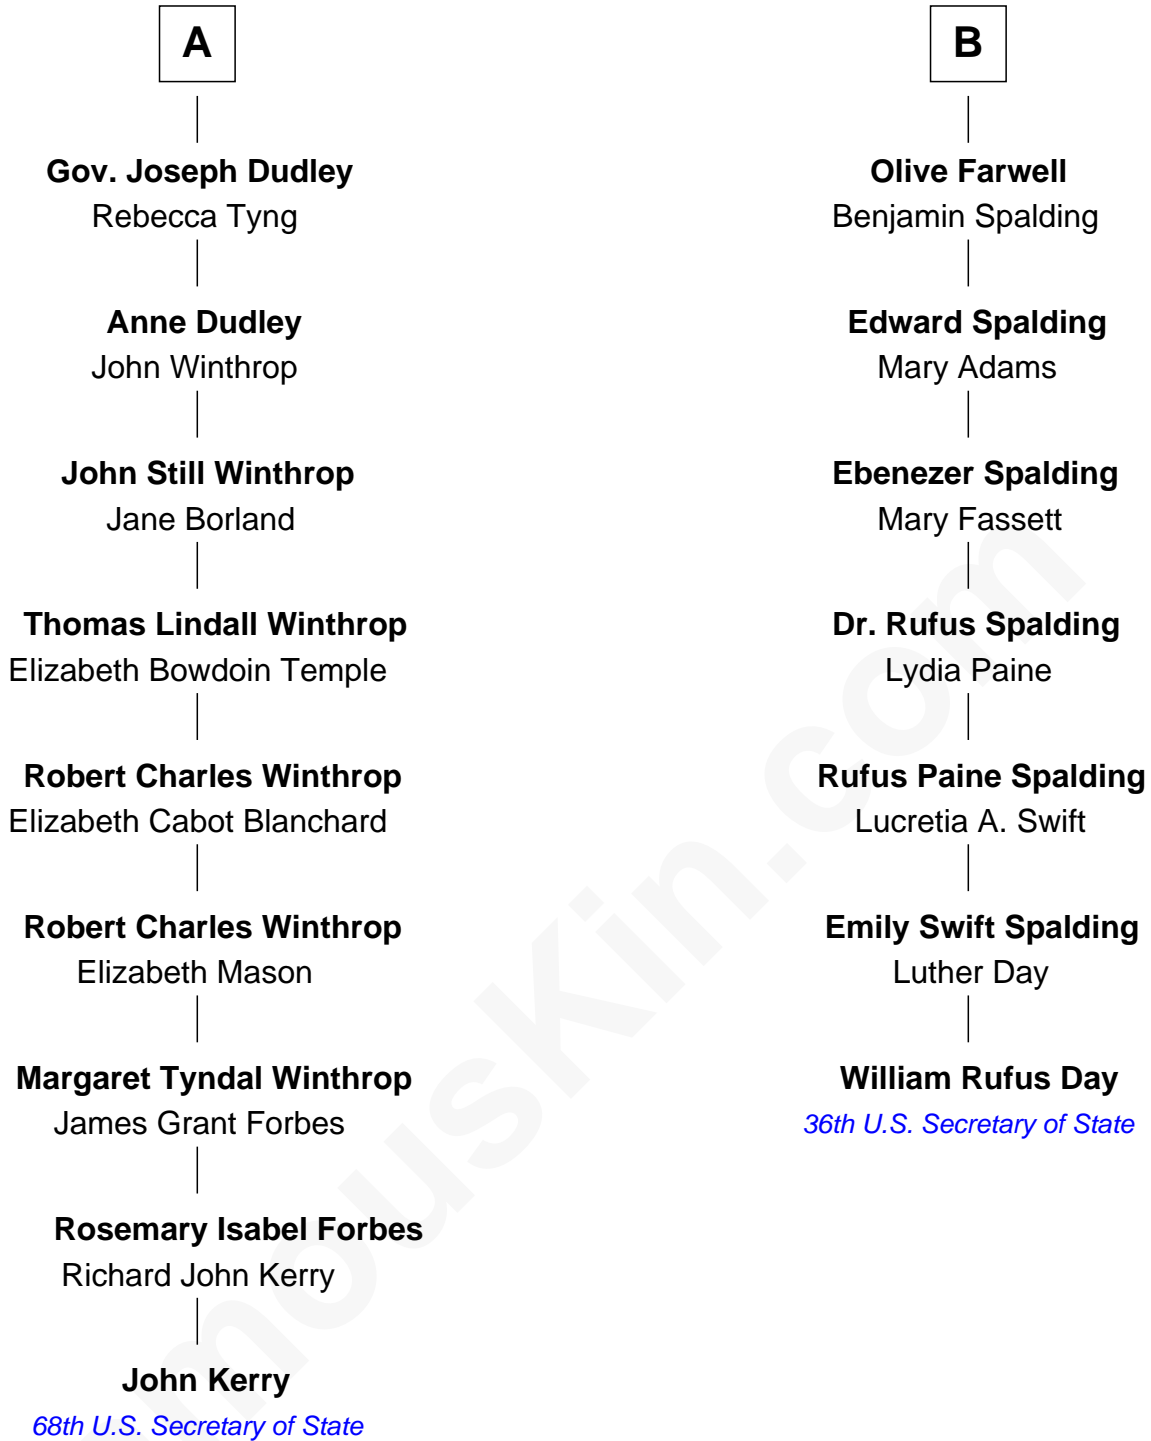 A
Gov. Joseph Dudley
Rebecca Tyng
Anne Dudley
John Winthrop
John Still Winthrop
Jane Borland
Thomas Lindall Winthrop
Elizabeth Bowdoin Temple
Robert Charles Winthrop
Elizabeth Cabot Blanchard
Robert Charles Winthrop
Elizabeth Mason
Margaret Tyndal Winthrop
James Grant Forbes
Rosemary Isabel Forbes
Richard John Kerry
John Kerry
68th U.S. Secretary of State
B
Olive Farwell
Benjamin Spalding
Edward Spalding
Mary Adams
Ebenezer Spalding
Mary Fassett
Dr. Rufus Spalding
Lydia Paine
Rufus Paine Spalding
Lucretia A. Swift
Emily Swift Spalding
Luther Day
William Rufus Day
36th U.S. Secretary of State
mouskin.com